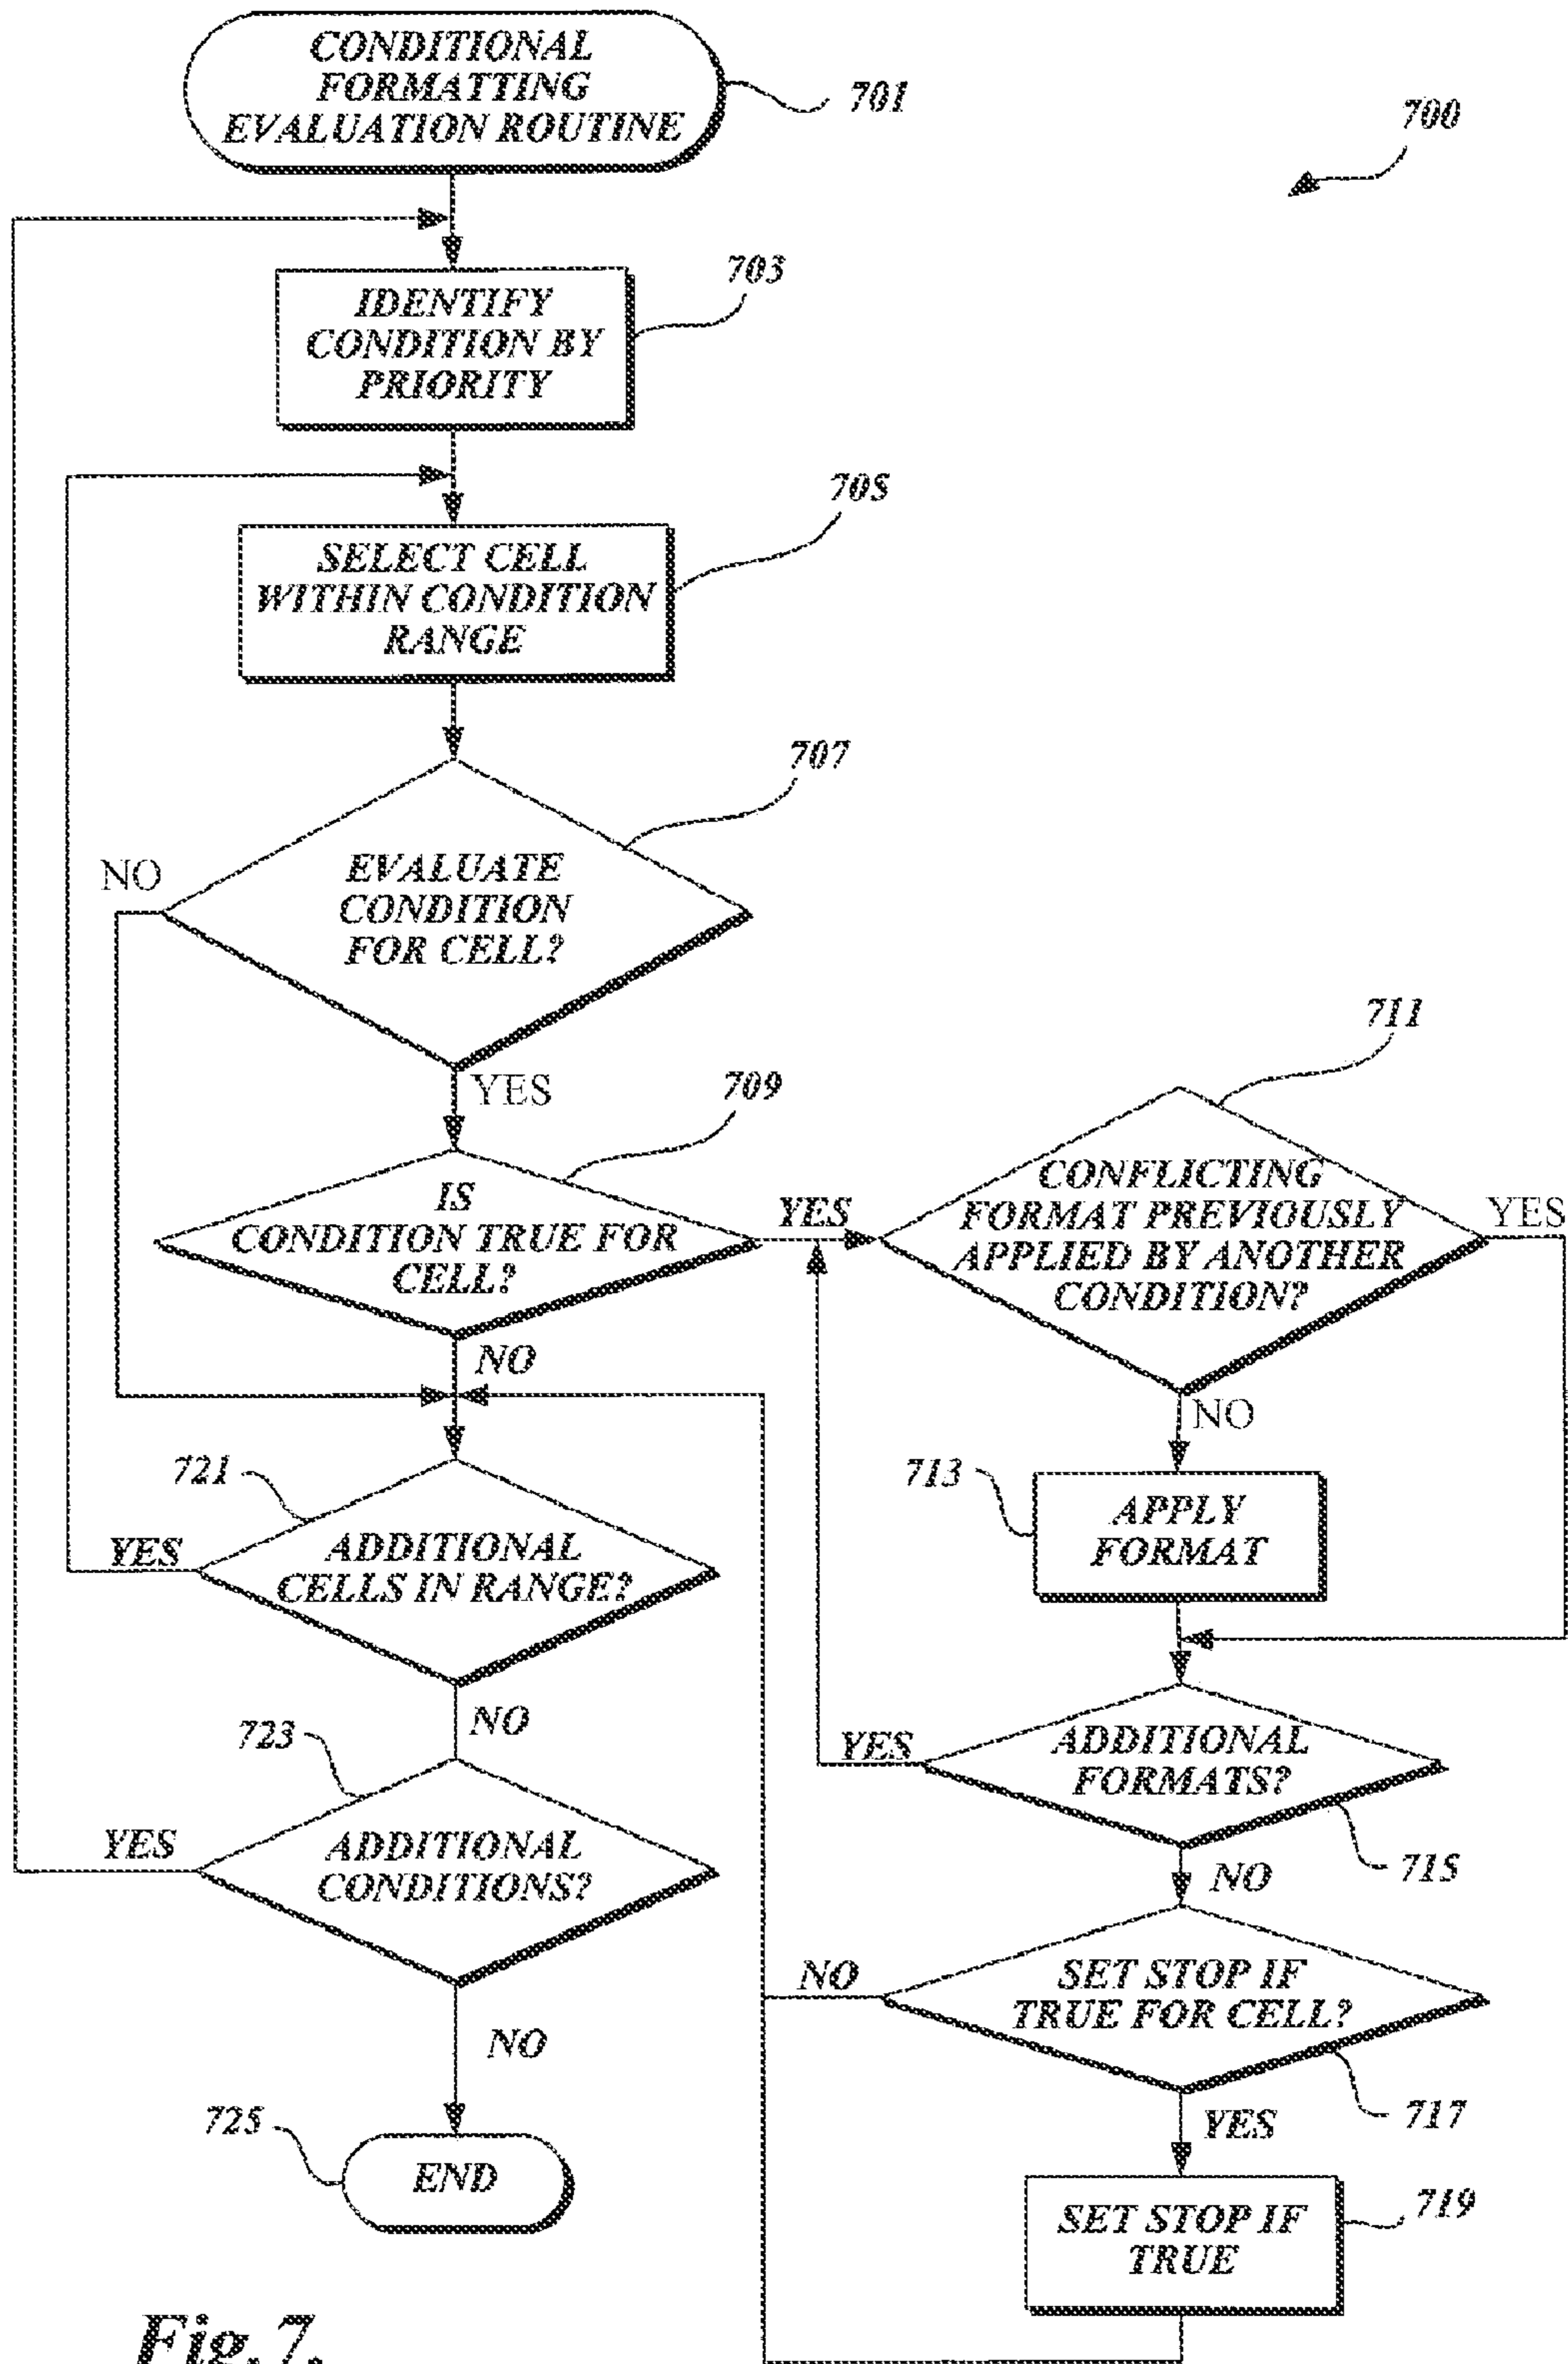 CONDITIONAL
FORMATTING
EVALUATION ROUTINE
701
700
IDENTIFY
CONDITION BY
PRIORITY
703
SELECT CELL
WITHIN CONDITION
RANGE
705
EVALUATE
CONDITION
FOR CELL?
707
NO
YES
IS
CONDITION TRUE FOR
CELL?
709
YES
NO
CONFLICTING
FORMAT PREVIOUSLY
APPLIED BY ANOTHER
CONDITION?
711
YES
NO
APPLY
FORMAT
713
ADDITIONAL
CELLS IN RANGE?
721
YES
NO
ADDITIONAL
FORMATS?
715
YES
NO
ADDITIONAL
CONDITIONS?
723
YES
NO
SET STOP IF
TRUE FOR CELL?
717
NO
YES
END
725
SET STOP IF
TRUE
719
Fig. 7.